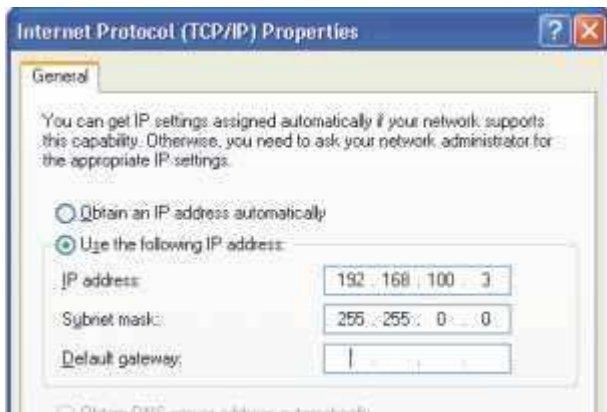 Internet Protocol (TCP/IP) Properties
General
You can get IP settings assigned automatically if your network supports
this capability. Otherwise, you need to ask your network administrator for
the appropriate IP settings.
Obtain an IP address automatically
Use the following IP address:
IP address: 192 . 168 . 100 . 3
Subnet mask: 255 . 255 . 0 . 0
Default gateway: . . .